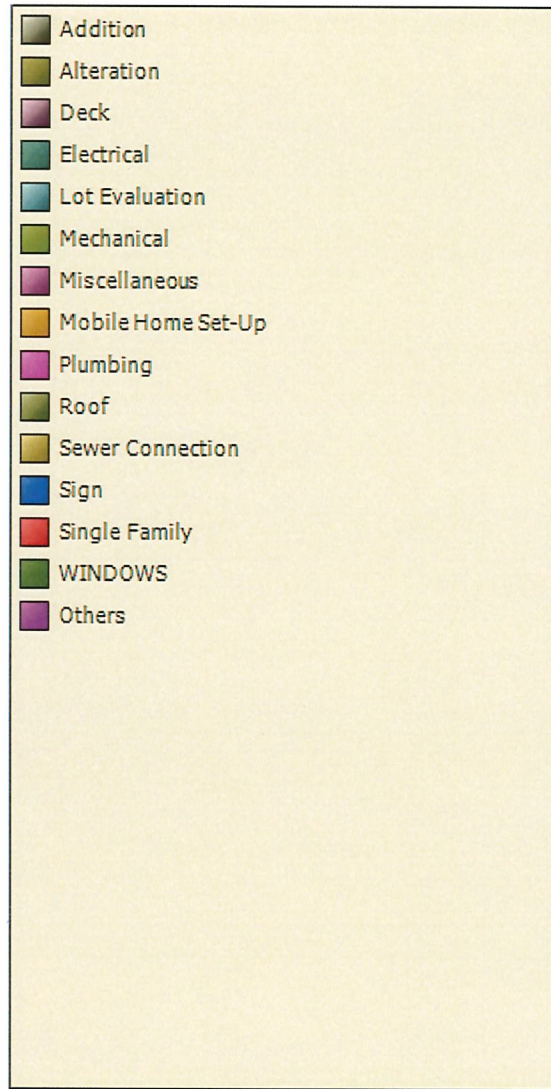 Addition
Alteration
Deck
Electrical
Lot Evaluation
Mechanical
Miscellaneous
Mobile Home Set-Up
Plumbing
Roof
Sewer Connection
Sign
Single Family
WINDOWS
Others